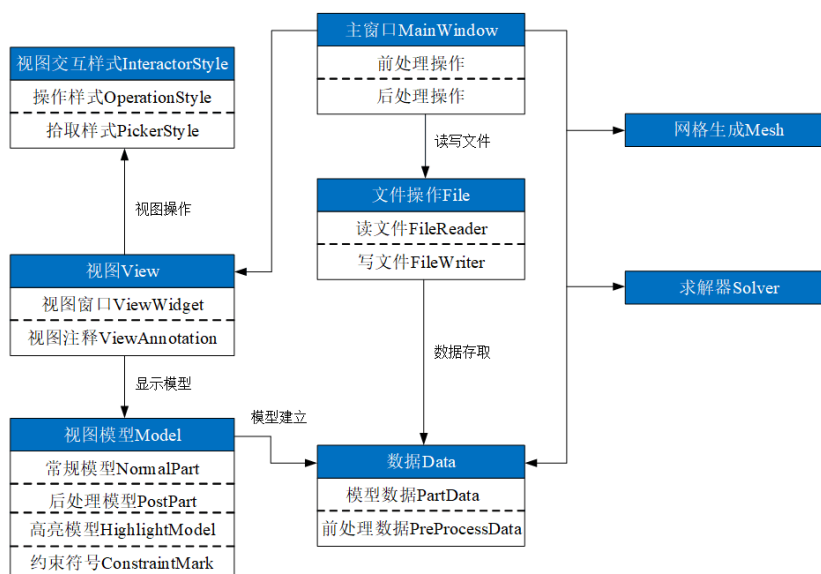 主窗口MainWindow
前处理操作
后处理操作
视图交互样式InteractorStyle
操作样式OperationStyle
拾取样式PickerStyle
网格生成Mesh
读写文件
文件操作File
读文件FileReader
写文件FileWriter
视图操作
视图View
视图窗口ViewWidget
视图注释ViewAnnotation
求解器Solver
数据存取
显示模型
模型建立
视图模型Model
常规模型NormalPart
后处理模型PostPart
高亮模型HighlightModel
约束符号ConstraintMark
数据Data
模型数据PartData
前处理数据PreProcessData